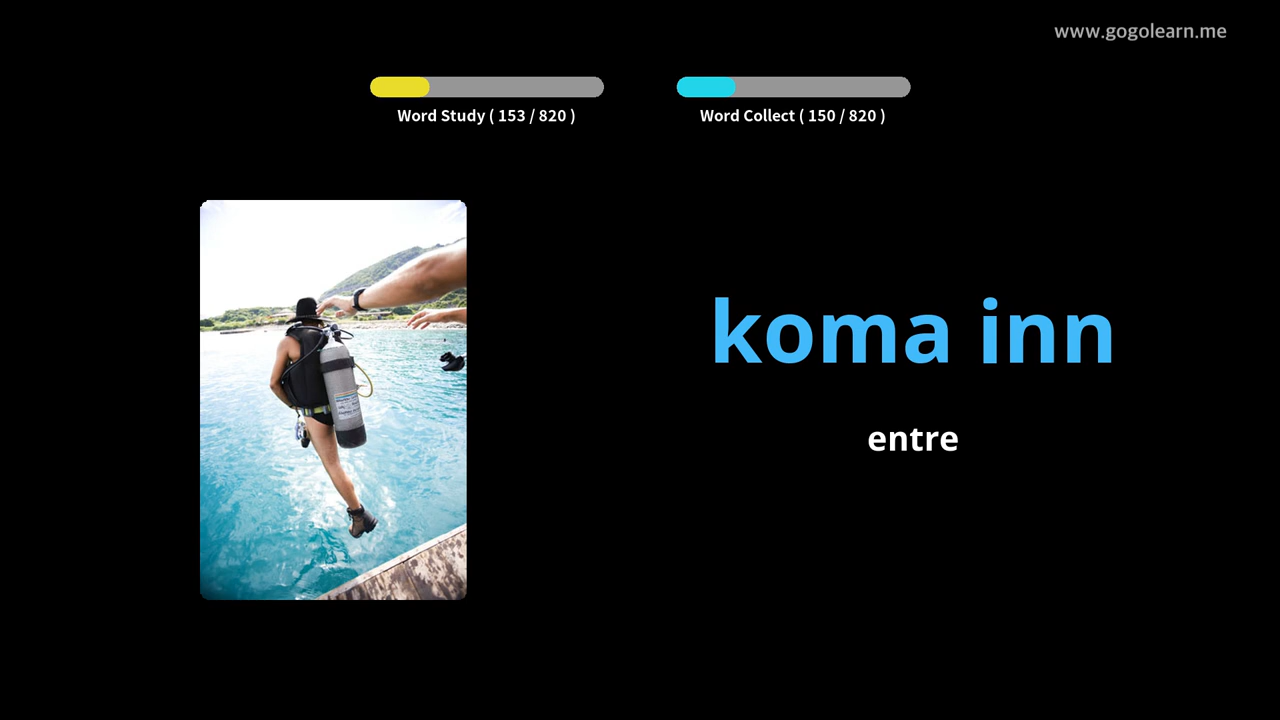 www.gogolearn.me
Word Study ( 153 / 820 )
Word Collect ( 150 / 820 )
koma inn
entre